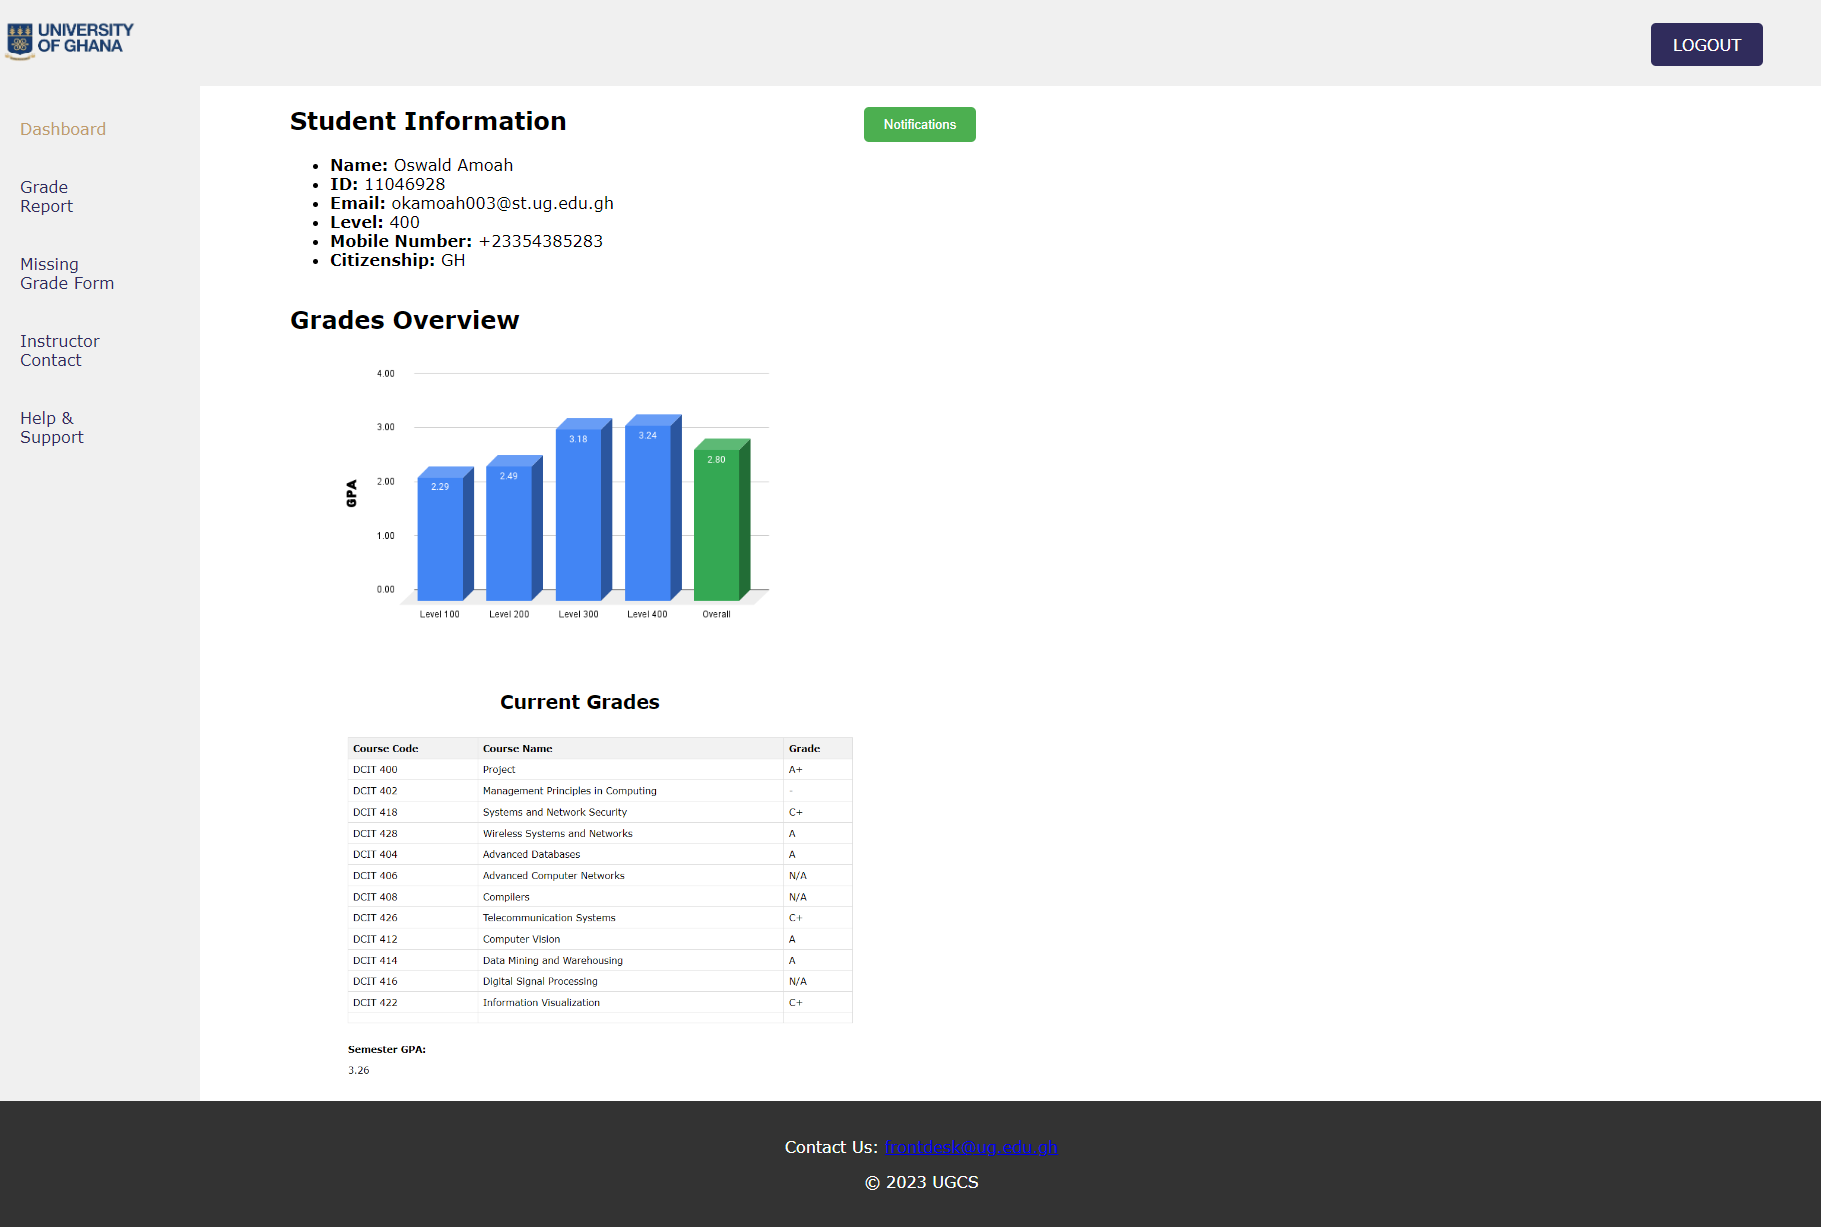 UNIVERSITY
OF GHANA
LOGOUT
Dashboard
Grade
Report
Missing
Grade Form
Instructor
Contact
Help &
Support
Student Information
Notifications
Name: Oswald Amoah
ID: 11046928
Email: okamoah003@st.ug.edu.gh
Level: 400
Mobile Number: +23354385283
Citizenship: GH
Grades Overview
GPA
4.00
3.00
2.00
1.00
0.00
2.29
2.49
3.18
3.24
2.80
Level 100 Level 200 Level 300 Level 400 Overall
Current Grades
Course Code Course Name Grade
DCIT 400 Project A+
DCIT 402 Management Principles in Computing -
DCIT 418 Systems and Network Security C+
DCIT 428 Wireless Systems and Networks A
DCIT 404 Advanced Databases A
DCIT 406 Advanced Computer Networks N/A
DCIT 408 Compilers N/A
DCIT 426 Telecommunication Systems C+
DCIT 412 Computer Vision A
DCIT 414 Data Mining and Warehousing A
DCIT 416 Digital Signal Processing N/A
DCIT 422 Information Visualization C+
Semester GPA:
3.26
Contact Us: frontdesk@ug.edu.gh
© 2023 UGCS